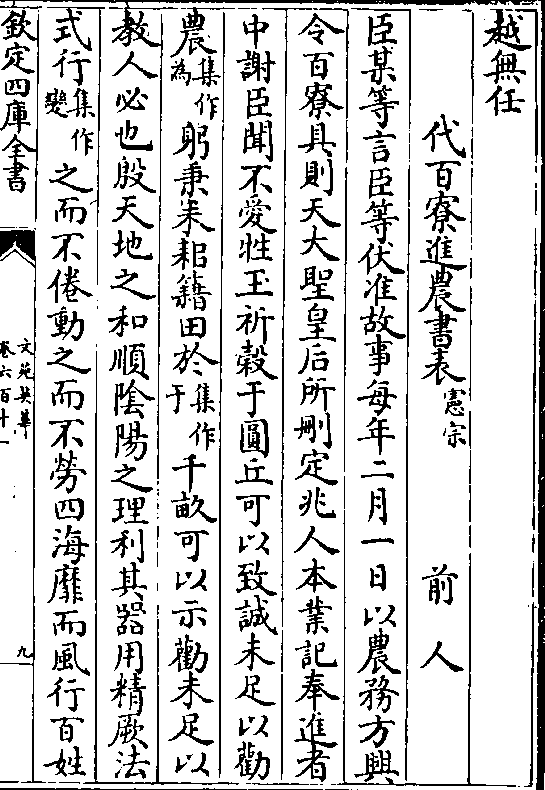 越無任
代百寮進農書表憲宗 前人
臣某等言臣等伏准故事每年二月一日以農務方興
令百寮具則天大聖皇后所刪定兆人本業記奉進者
中謝臣聞不愛牲玉祈穀于圓丘可以致誠未足以勸
農集作為躬秉耒耜籍田於集作于千畝可以示勸未足以
教人必也殷天地之和順陰陽之理利其器用精厥法
式行集作變之而不倦動之而不勞四海靡而風行百姓
欽定四庫全書
文苑英華
卷六百十一
九